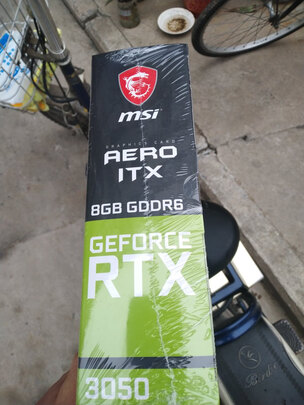 msi
GRAPHICS CARD
AERO
ITX
8GB GDDR6
GEFORCE
RTX
3050